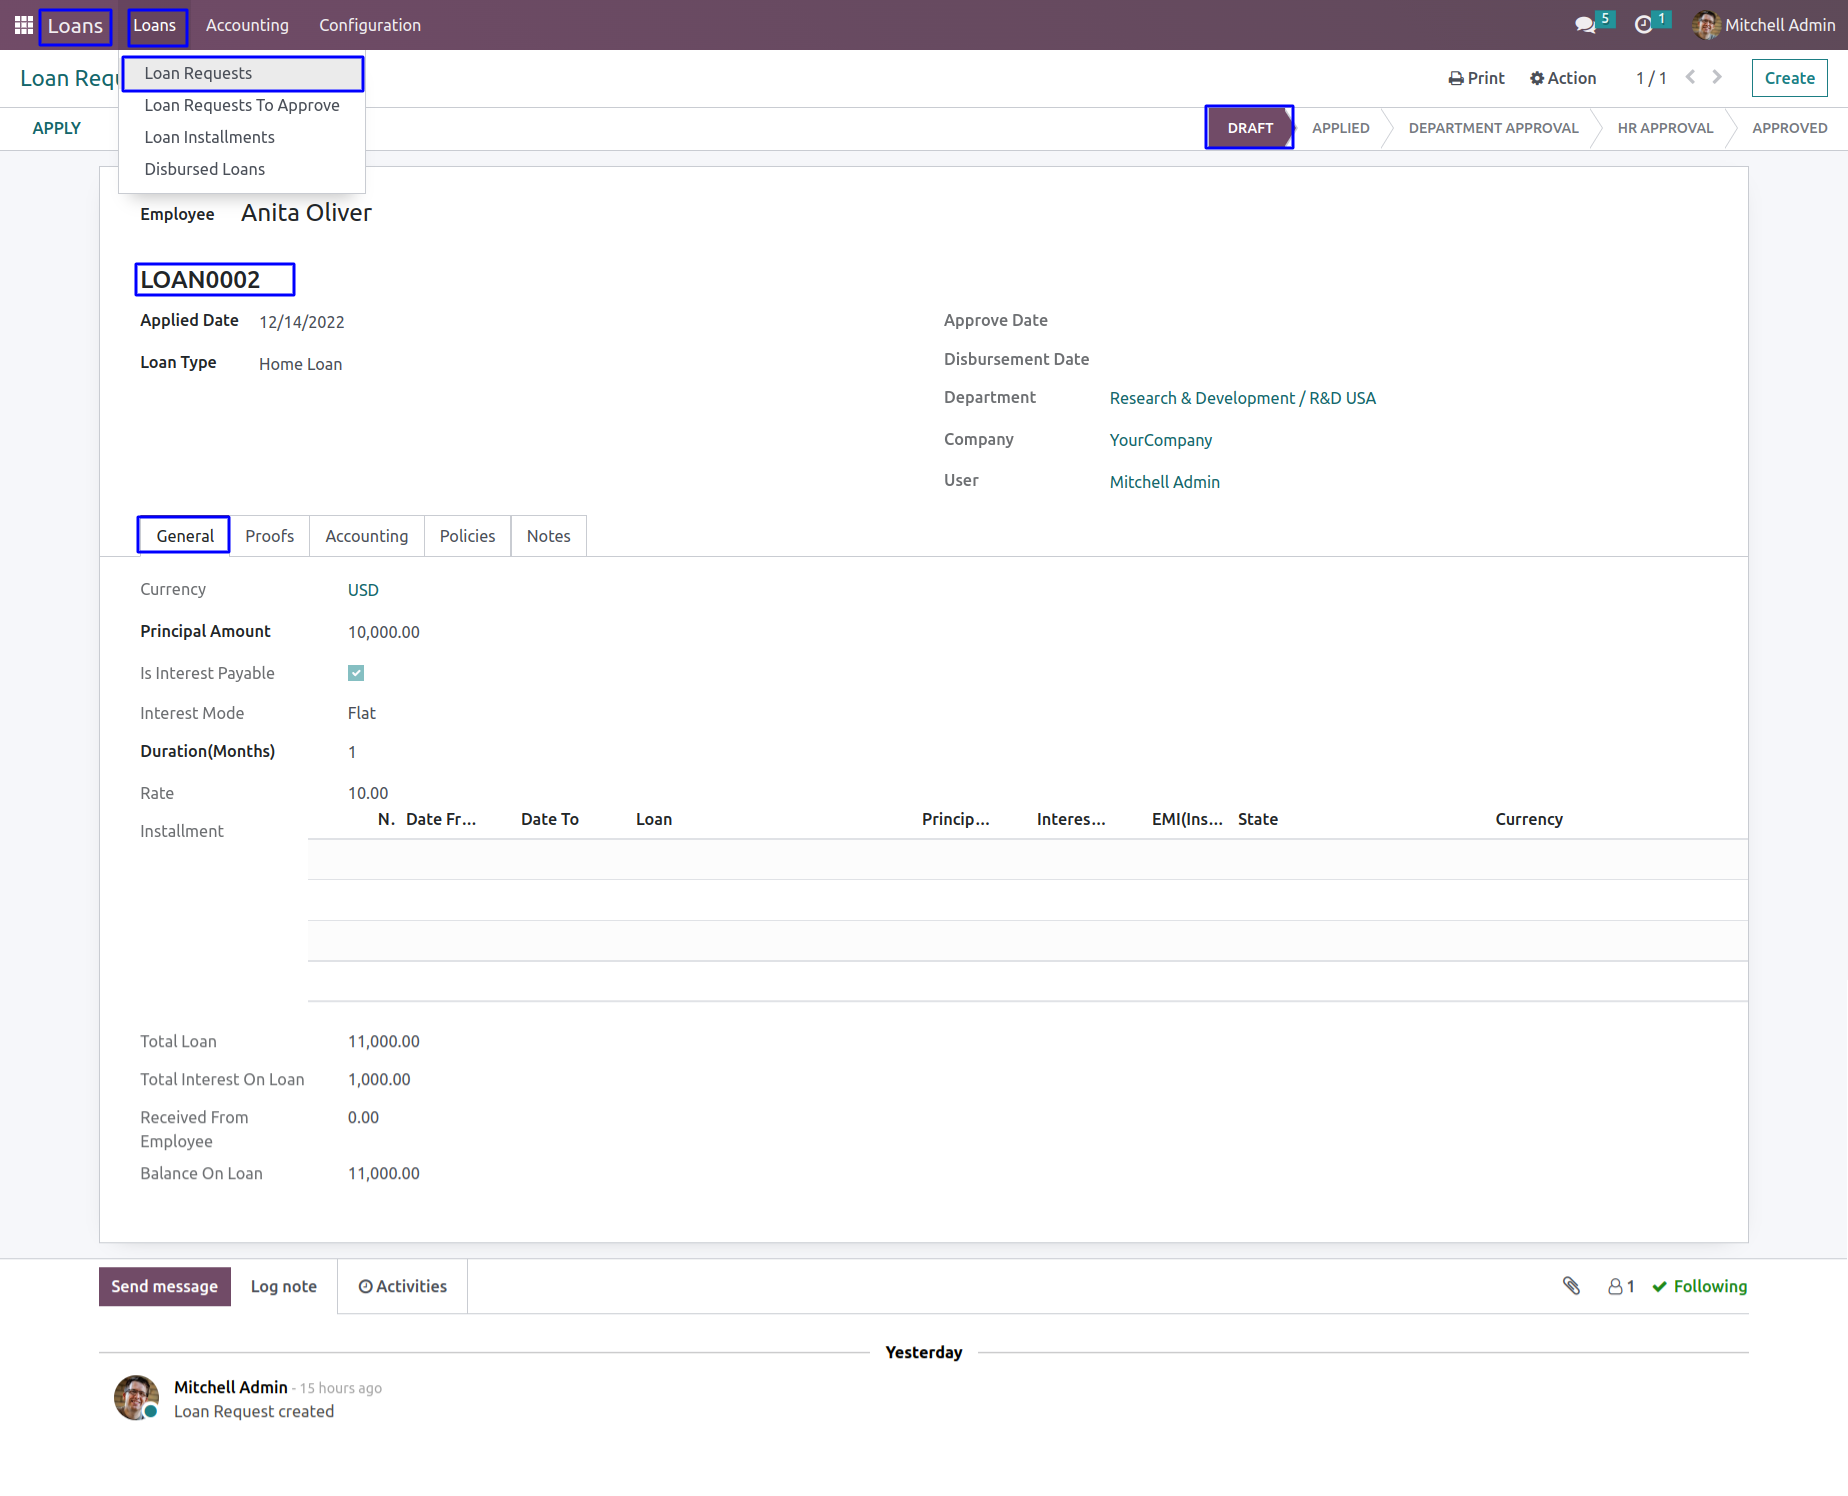 Loans Loans Accounting Configuration 5 1 Mitchell Admin
Loan Requ Print Action 1 / 1 Create
Loan Requests
Loan Requests To Approve
Loan Installments
Disbursed Loans
APPLY DRAFT APPLIED DEPARTMENT APPROVAL HR APPROVAL APPROVED
Employee Anita Oliver
LOAN0002
Applied Date 12/14/2022
Loan Type Home Loan
Approve Date
Disbursement Date
Department Research & Development / R&D USA
Company YourCompany
User Mitchell Admin
General Proofs Accounting Policies Notes
Currency USD
Principal Amount 10,000.00
Is Interest Payable
Interest Mode Flat
Duration(Months) 1
Rate 10.00
Installment
N. Date Fr... Date To Loan Princip... Interes... EMI(Ins... State Currency
Total Loan 11,000.00
Total Interest On Loan 1,000.00
Received From
Employee 0.00
Balance On Loan 11,000.00
Send message Log note Activities 1 Following
Yesterday
Mitchell Admin - 15 hours ago
Loan Request created